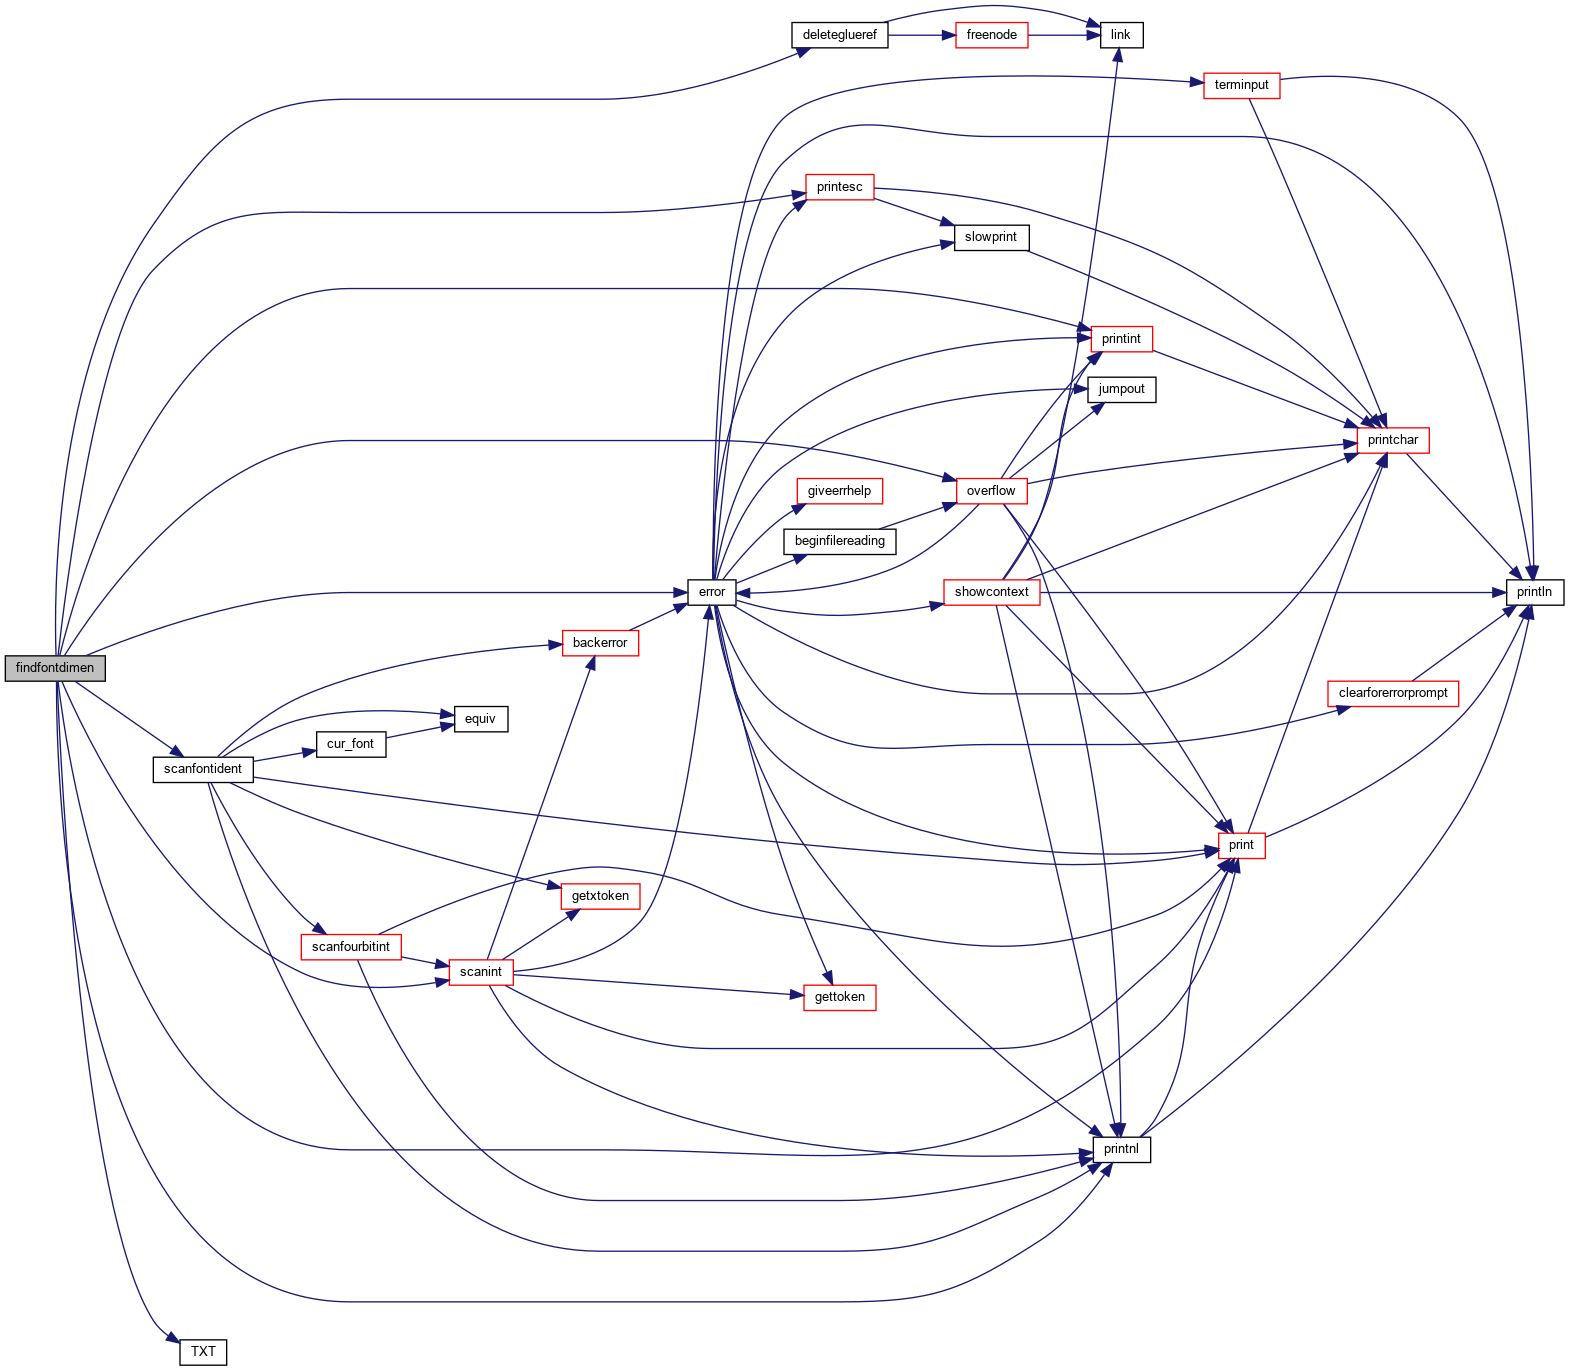 deleteglueref
freenode
link
terminput
printesc
slowprint
printint
jumpout
printchar
giveerrhelp
overflow
beginfilereading
error
showcontext
println
backerror
findfontdimen
clearforerrorprompt
equiv
cur_font
scanfontident
print
getxtoken
scanfourbitint
scanint
gettoken
printnl
TXT